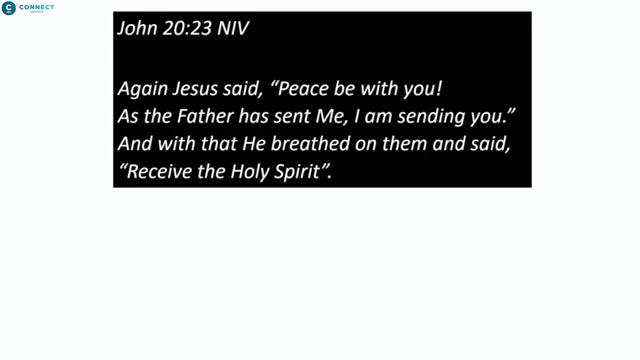 CONNECT
John 20:23 NIV
Again Jesus said, “Peace be with you!
As the Father has sent Me, I am sending you.”
And with that He breathed on them and said,
“Receive the Holy Spirit”.